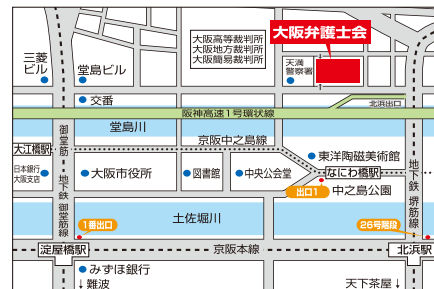 大阪弁護士会
大阪高等裁判所
大阪地方裁判所
大阪簡易裁判所
三菱
ビル
堂島ビル
天満
警察署
交番
北浜出口
阪神高速1号環状線
堂島川
京阪中之島線
大江橋駅
御堂筋
地下鉄 御堂筋線
東洋陶磁美術館
なにわ橋駅
地下鉄 堺筋線
日本銀行
大阪支店
大阪市役所
図書館
中央公会堂
出口1
中之島公園
土佐堀川
1番出口
26号階段
淀屋橋駅
京阪本線
北浜駅
みずほ銀行
↓難波
天下茶屋↓